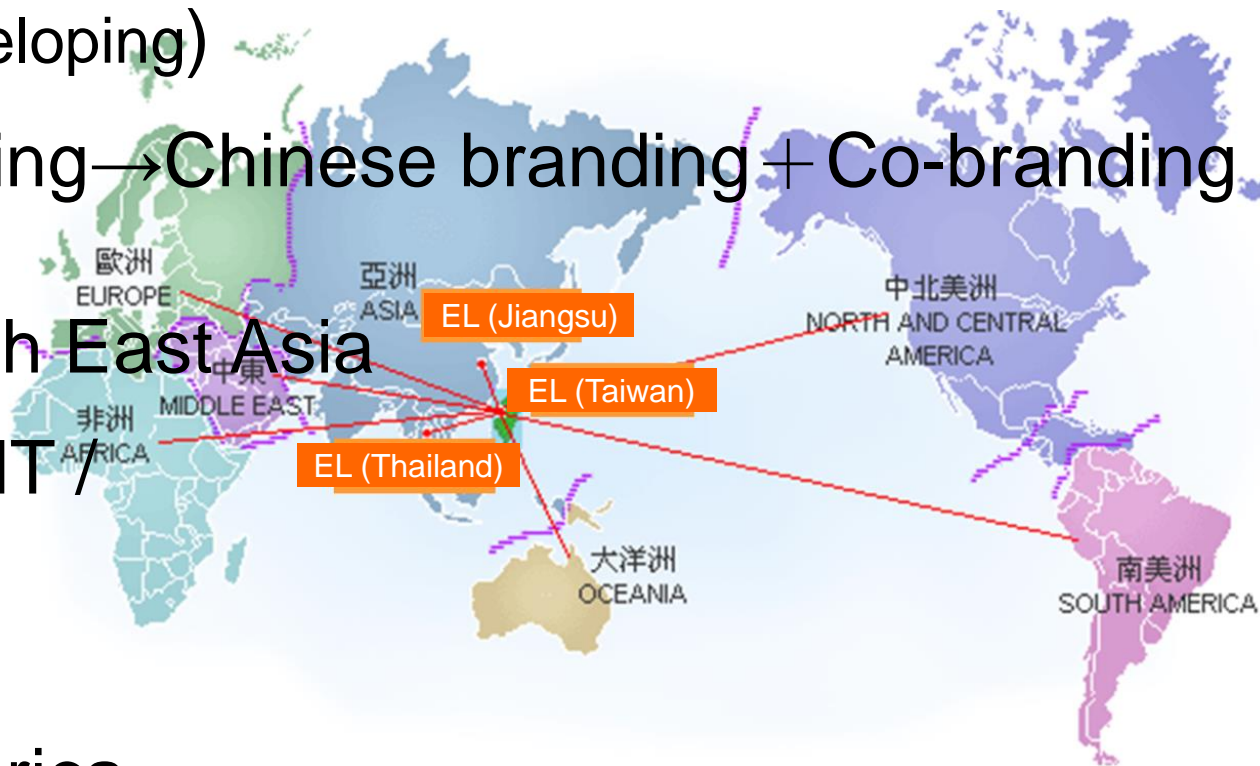 eloping)
ing→Chinese branding＋Co-branding
歐洲
EUROPE
亞洲
ASIA
EL (Jiangsu)
中北美洲
NORTH AND CENTRAL
AMERICA
h East Asia
中東
MIDDLE EAST
EL (Taiwan)
非洲
AFRICA
IT /
EL (Thailand)
大洋洲
OCEANIA
南美洲
SOUTH AMERICA